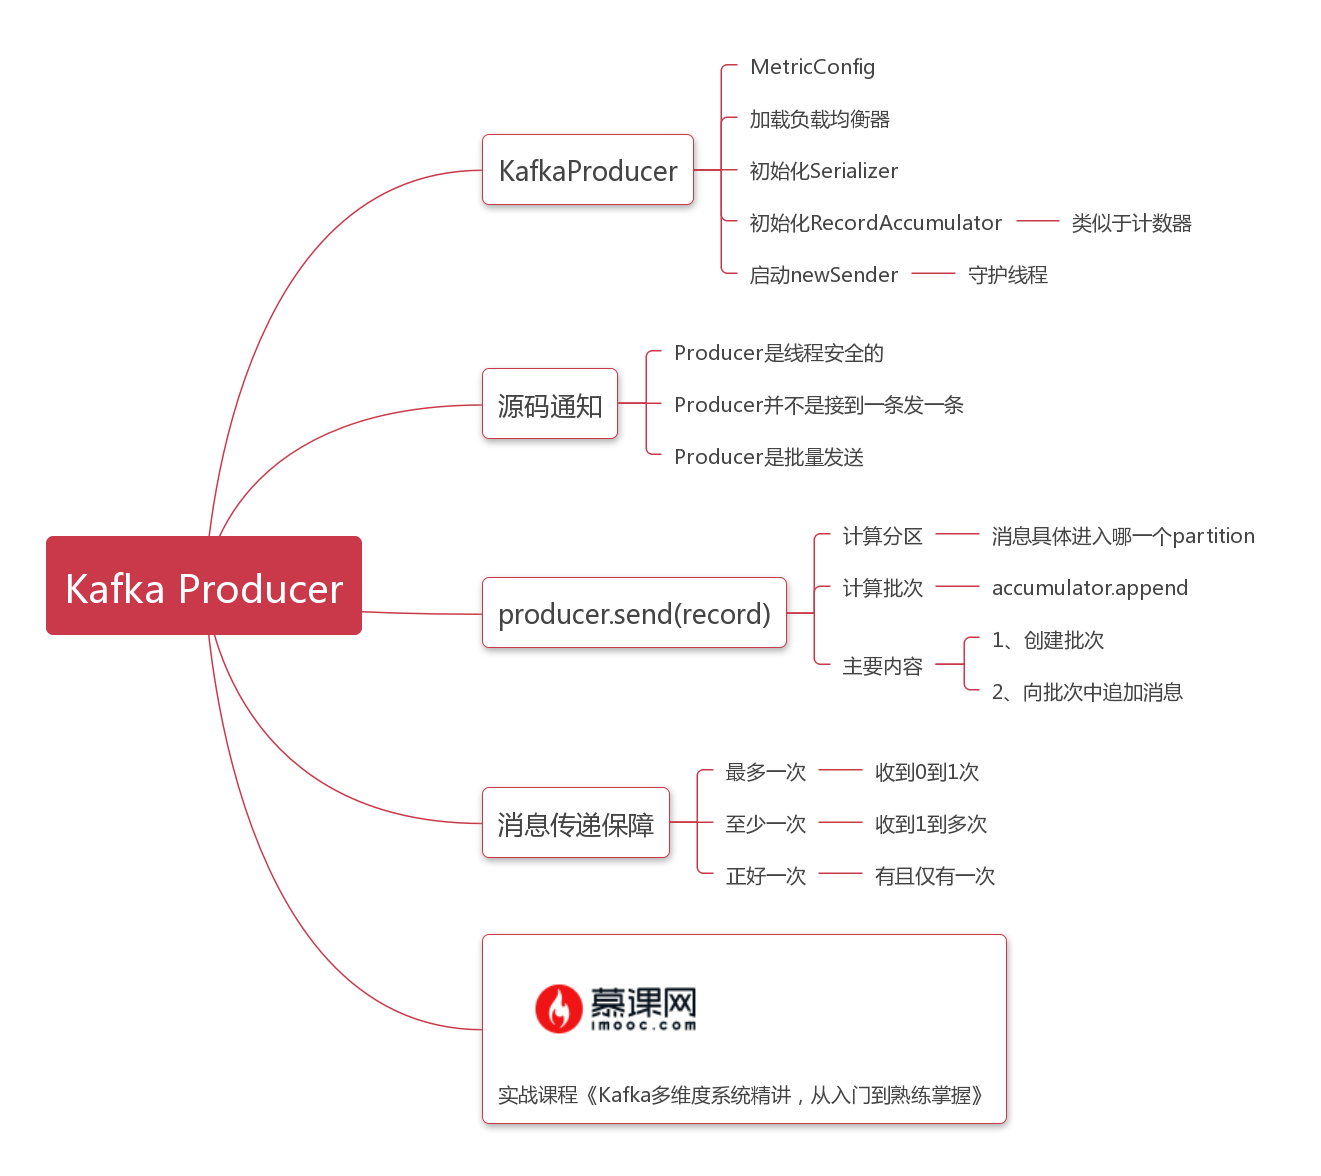 Kafka Producer
KafkaProducer
MetricConfig
加载负载均衡器
初始化Serializer
初始化RecordAccumulator
类似于计数器
启动newSender
守护线程
源码通知
Producer是线程安全的
Producer并不是接到一条发一条
Producer是批量发送
producer.send(record)
计算分区
消息具体进入哪一个partition
计算批次
accumulator.append
主要内容
1、创建批次
2、向批次中追加消息
消息传递保障
最多一次
收到0到1次
至少一次
收到1到多次
正好一次
有且仅有一次
慕课网
imooc.com
实战课程《Kafka多维度系统精讲，从入门到熟练掌握》